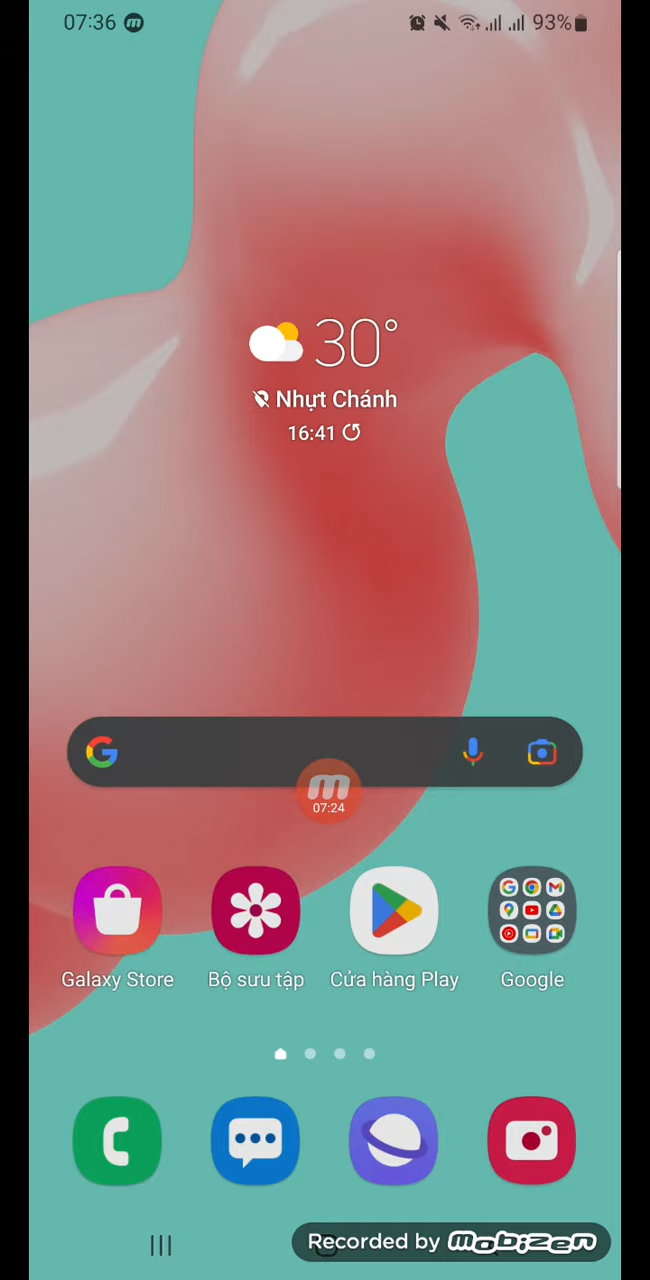 07:36
93%
30°
Nhựt Chánh
16:41
07:24
Galaxy Store
Bộ sưu tập
Cửa hàng Play
Google
Recorded by mobizen